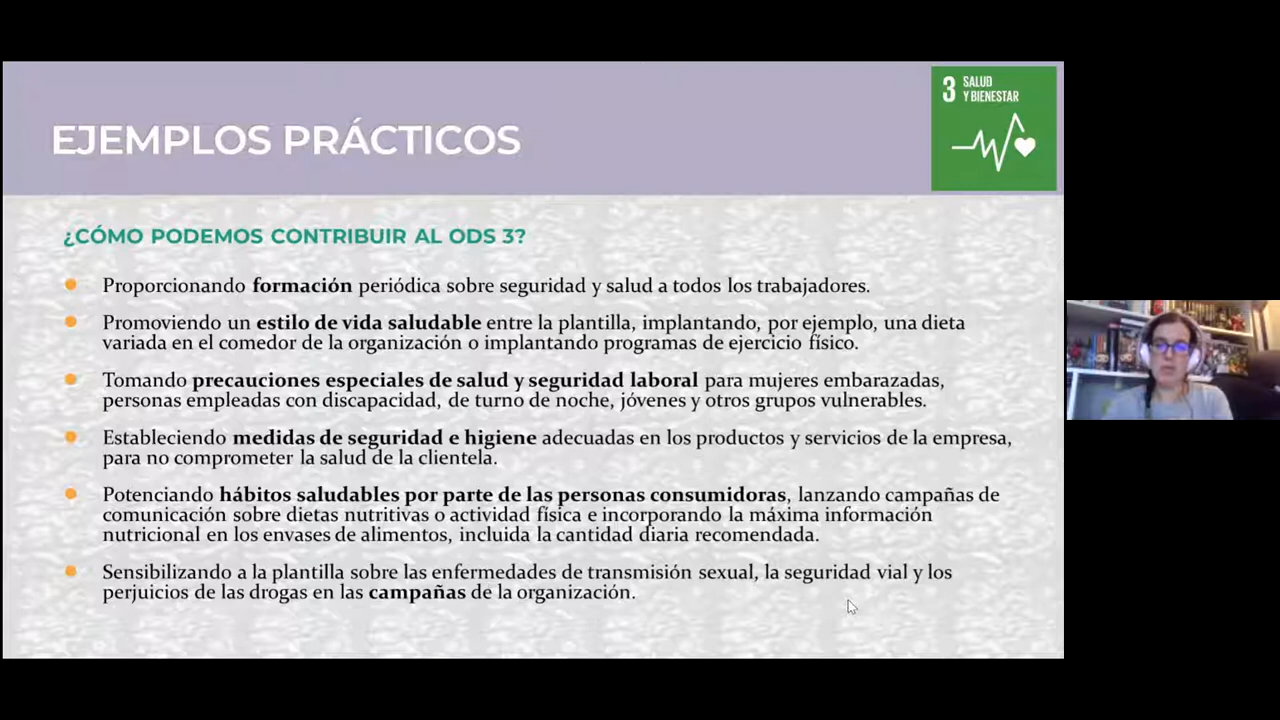 3 SALUD
Y BIENESTAR
EJEMPLOS PRÁCTICOS
¿CÓMO PODEMOS CONTRIBUIR AL ODS 3?
Proporcionando formación periódica sobre seguridad y salud a todos los trabajadores.
Promoviendo un estilo de vida saludable entre la plantilla, implantando, por ejemplo, una dieta
variada en el comedor de la organización o implantando programas de ejercicio físico.
Tomando precauciones especiales de salud y seguridad laboral para mujeres embarazadas,
personas empleadas con discapacidad, de turno de noche, jóvenes y otros grupos vulnerables.
Estableciendo medidas de seguridad e higiene adecuadas en los productos y servicios de la empresa,
para no comprometer la salud de la clientela.
Potenciando hábitos saludables por parte de las personas consumidoras, lanzando campañas de
comunicación sobre dietas nutritivas o actividad física e incorporando la máxima información
nutricional en los envases de alimentos, incluida la cantidad diaria recomendada.
Sensibilizando a la plantilla sobre las enfermedades de transmisión sexual, la seguridad vial y los
perjuicios de las drogas en las campañas de la organización.